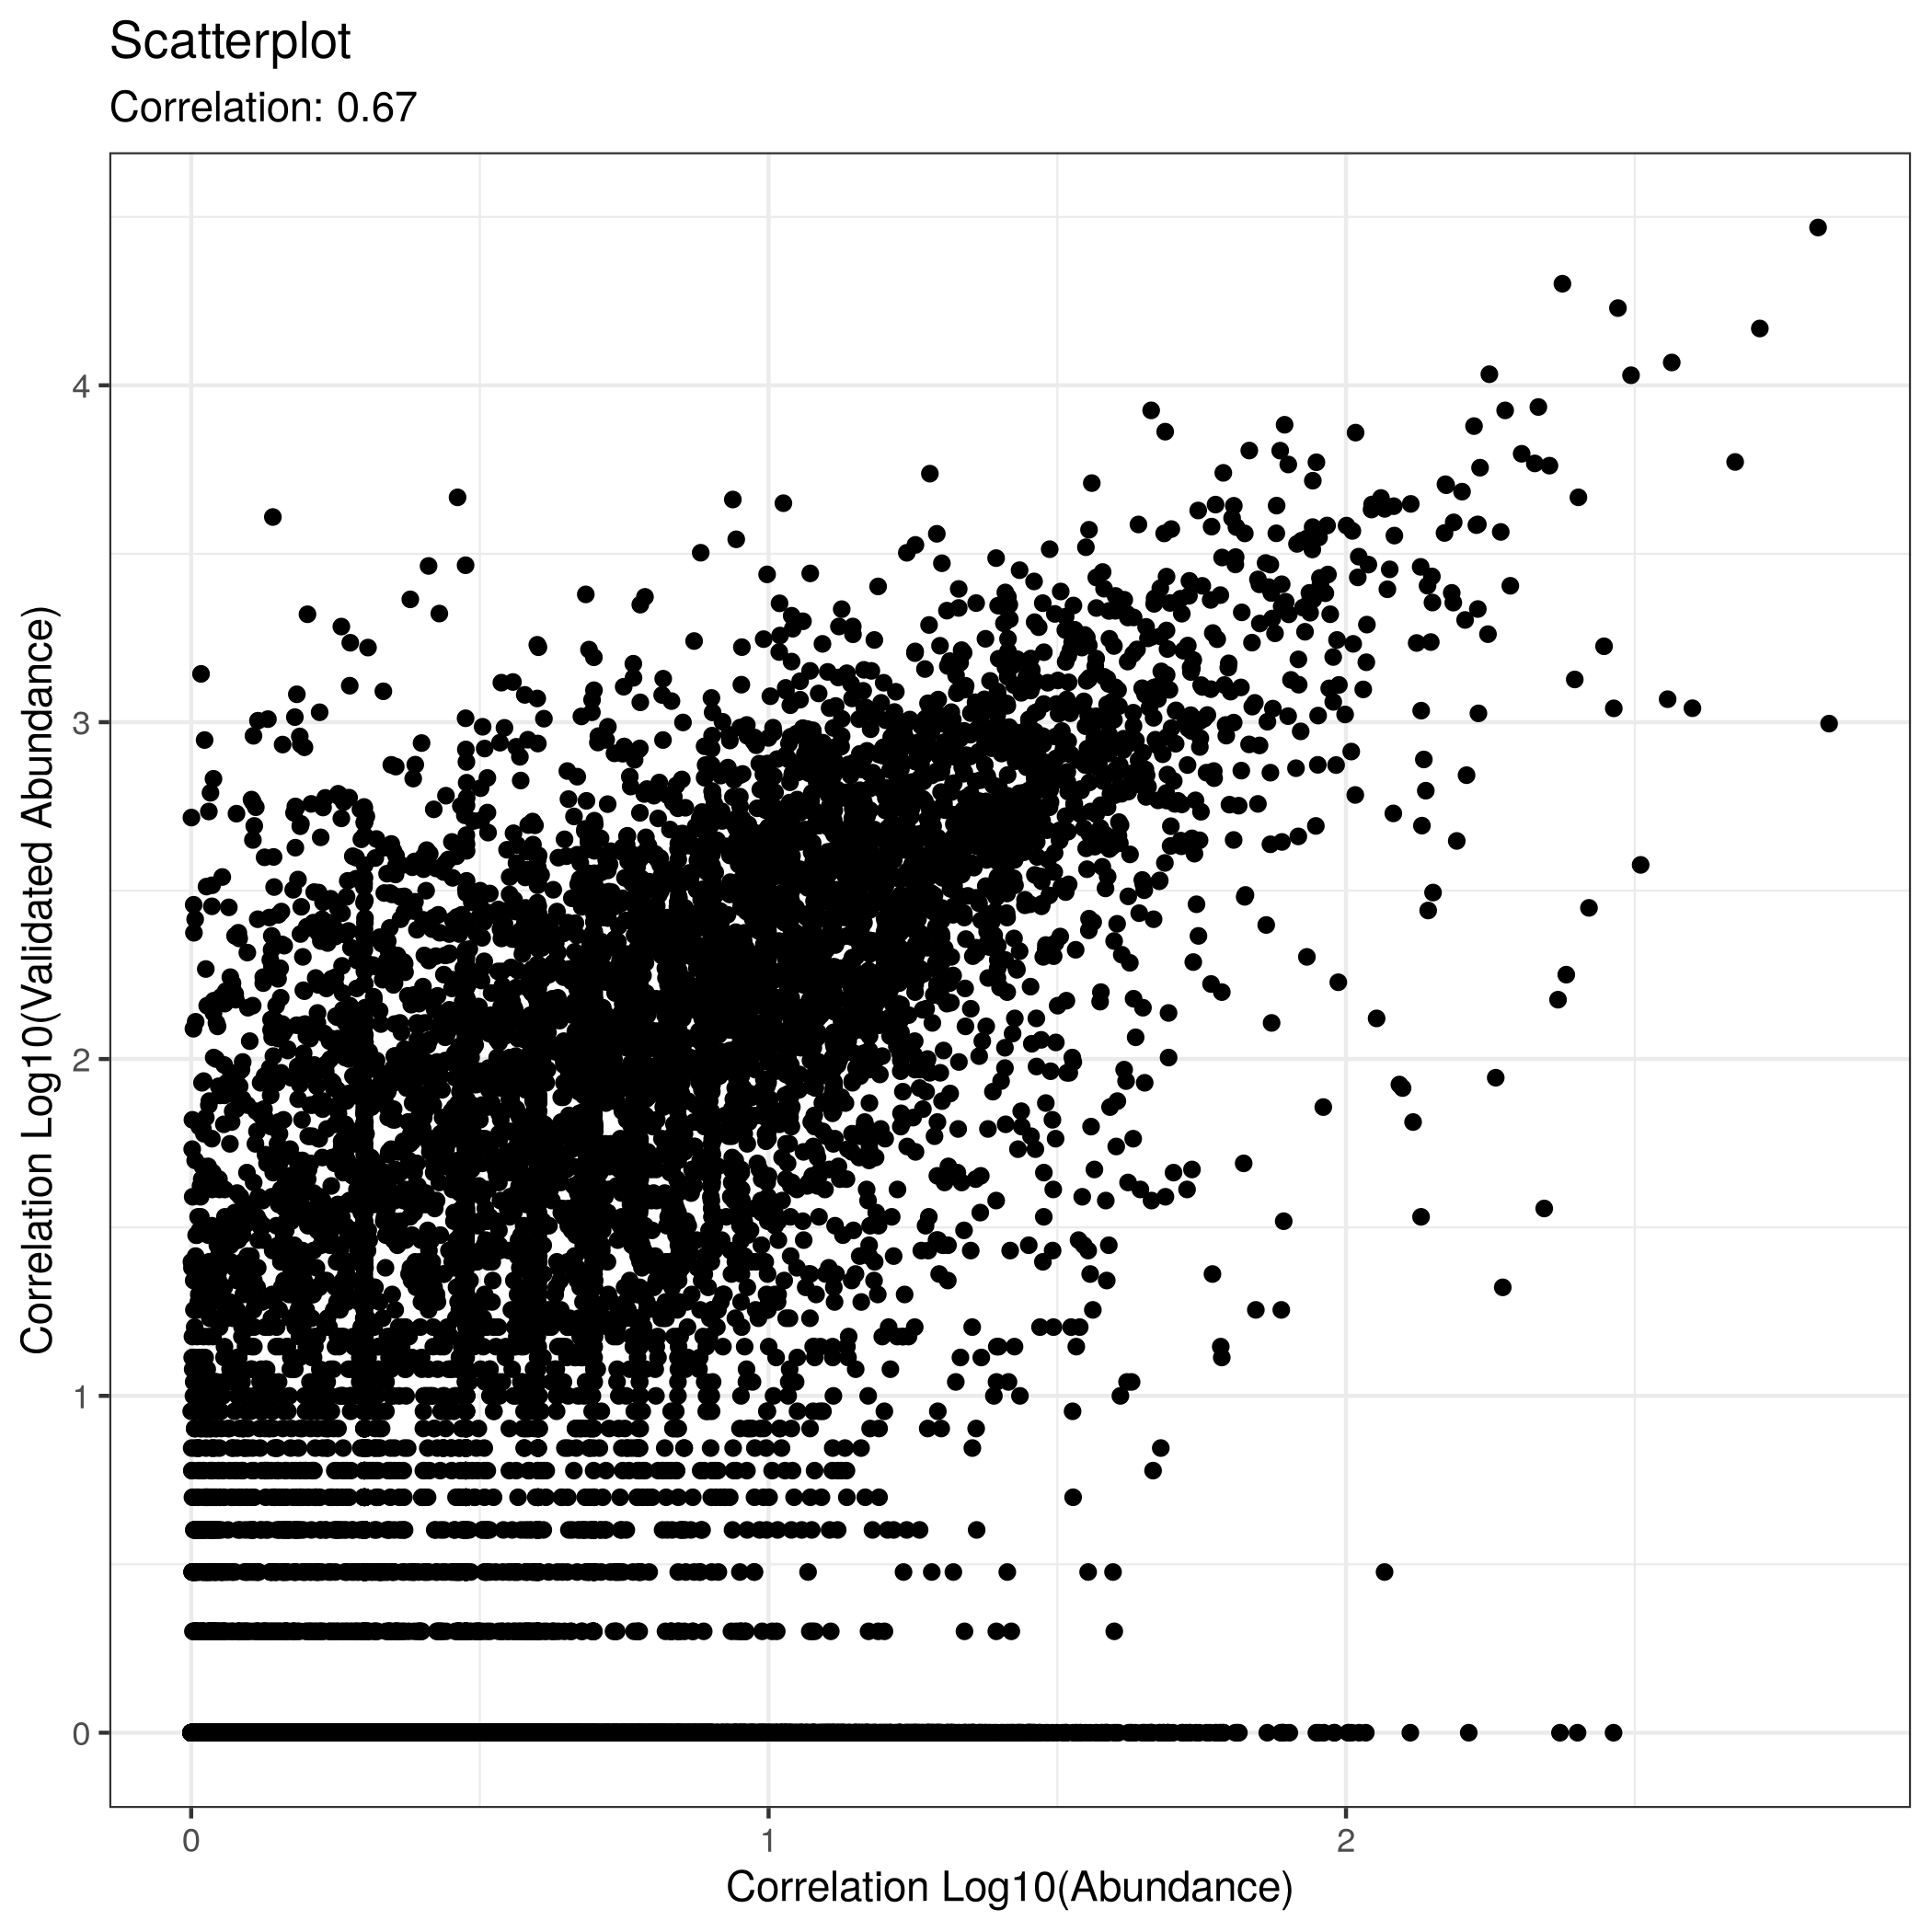 Scatterplot
Correlation: 0.67
Correlation Log10(Validated Abundance)
4
3
2
1
0
0
1
2
Correlation Log10(Abundance)